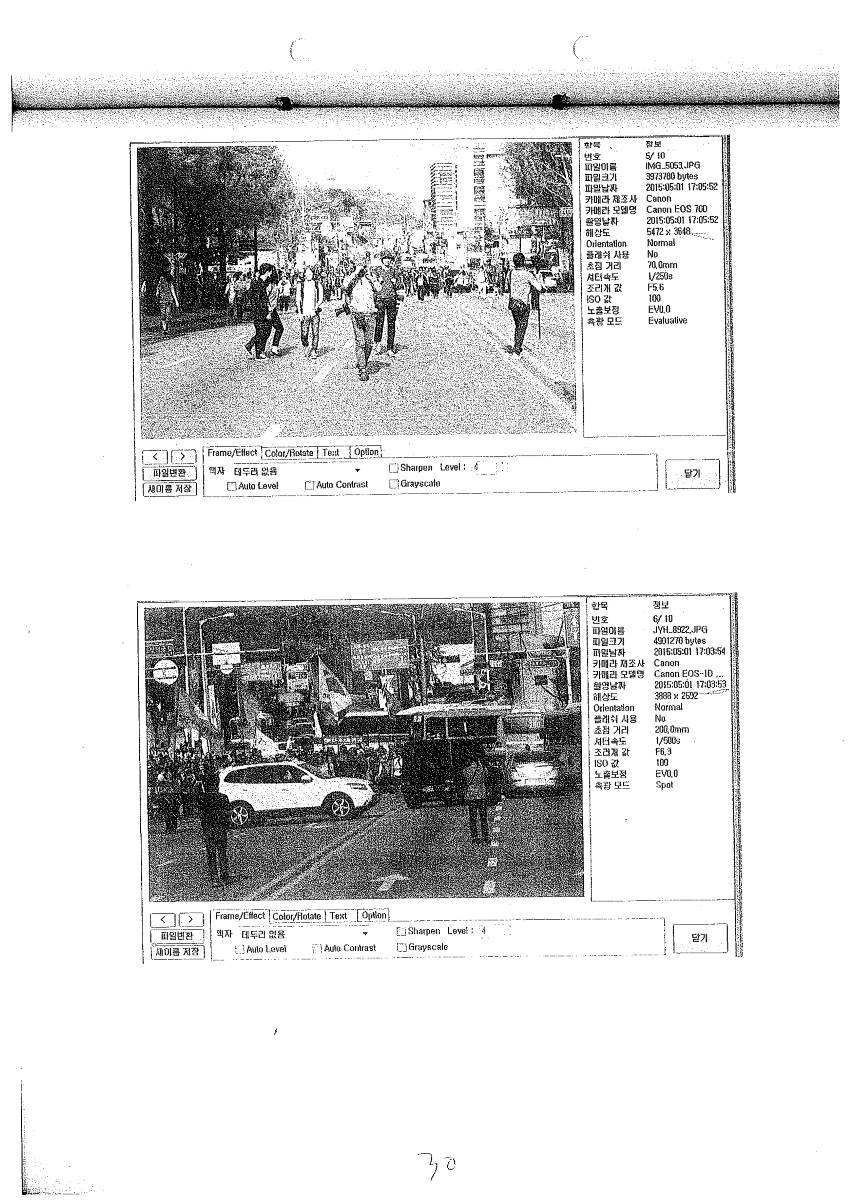 항목 정보
번호 5/ 10
파일이름 IMG_5053.JPG
파일크기 3973780 bytes
파일날짜 2015:05:01 17:05:52
카메라 제조사 Canon
카메라 모델명 Canon EOS 70D
촬영날짜 2015:05:01 17:05:52
해상도 5472 x 3648
Orientation Normal
플래쉬 사용 No
초점 거리 70.0mm
셔터속도 1/250s
조리개 값 F5.6
ISO 값 100
노출보정 EV0.0
측광 모드 Evaluative
< >
파일변환
새이름 저장
Frame/Effect Color/Rotate Text Option
액자 테두리 없음
Sharpen Level : 4
Auto Level Auto Contrast Grayscale
닫기
항목 정보
번호 6/ 10
파일이름 JYH_8922.JPG
파일크기 4901270 bytes
파일날짜 2015:05:01 17:03:54
카메라 제조사 Canon
카메라 모델명 Canon EOS-1D ...
촬영날짜 2015:05:01 17:03:53
해상도 3888 x 2592
Orientation Normal
플래쉬 사용 No
초점 거리 200.0mm
셔터속도 1/500s
조리개 값 F6.3
ISO 값 100
노출보정 EV0.0
측광 모드 Spot
< >
파일변환
새이름 저장
Frame/Effect Color/Rotate Text Option
액자 테두리 없음
Sharpen Level : 4
Auto Level Auto Contrast Grayscale
닫기
30